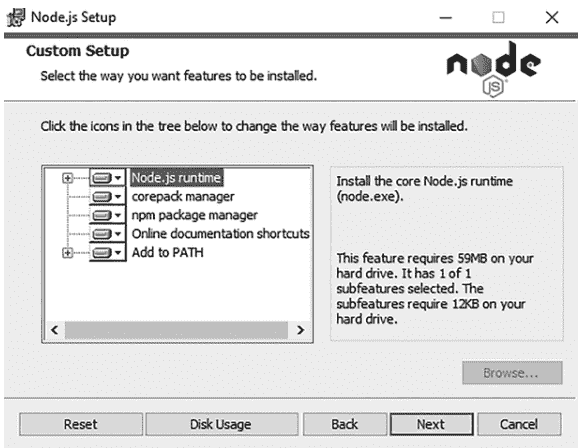 Node.js Setup
Custom Setup
Select the way you want features to be installed.
node
JS
Click the icons in the tree below to change the way features will be installed.
Node.js runtime
corepack manager
npm package manager
Online documentation shortcuts
Add to PATH
Install the core Node.js runtime
(node.exe).
This feature requires 59MB on your
hard drive. It has 1 of 1
subfeatures selected. The
subfeatures require 12KB on your
hard drive.
Browse...
Reset
Disk Usage
Back
Next
Cancel